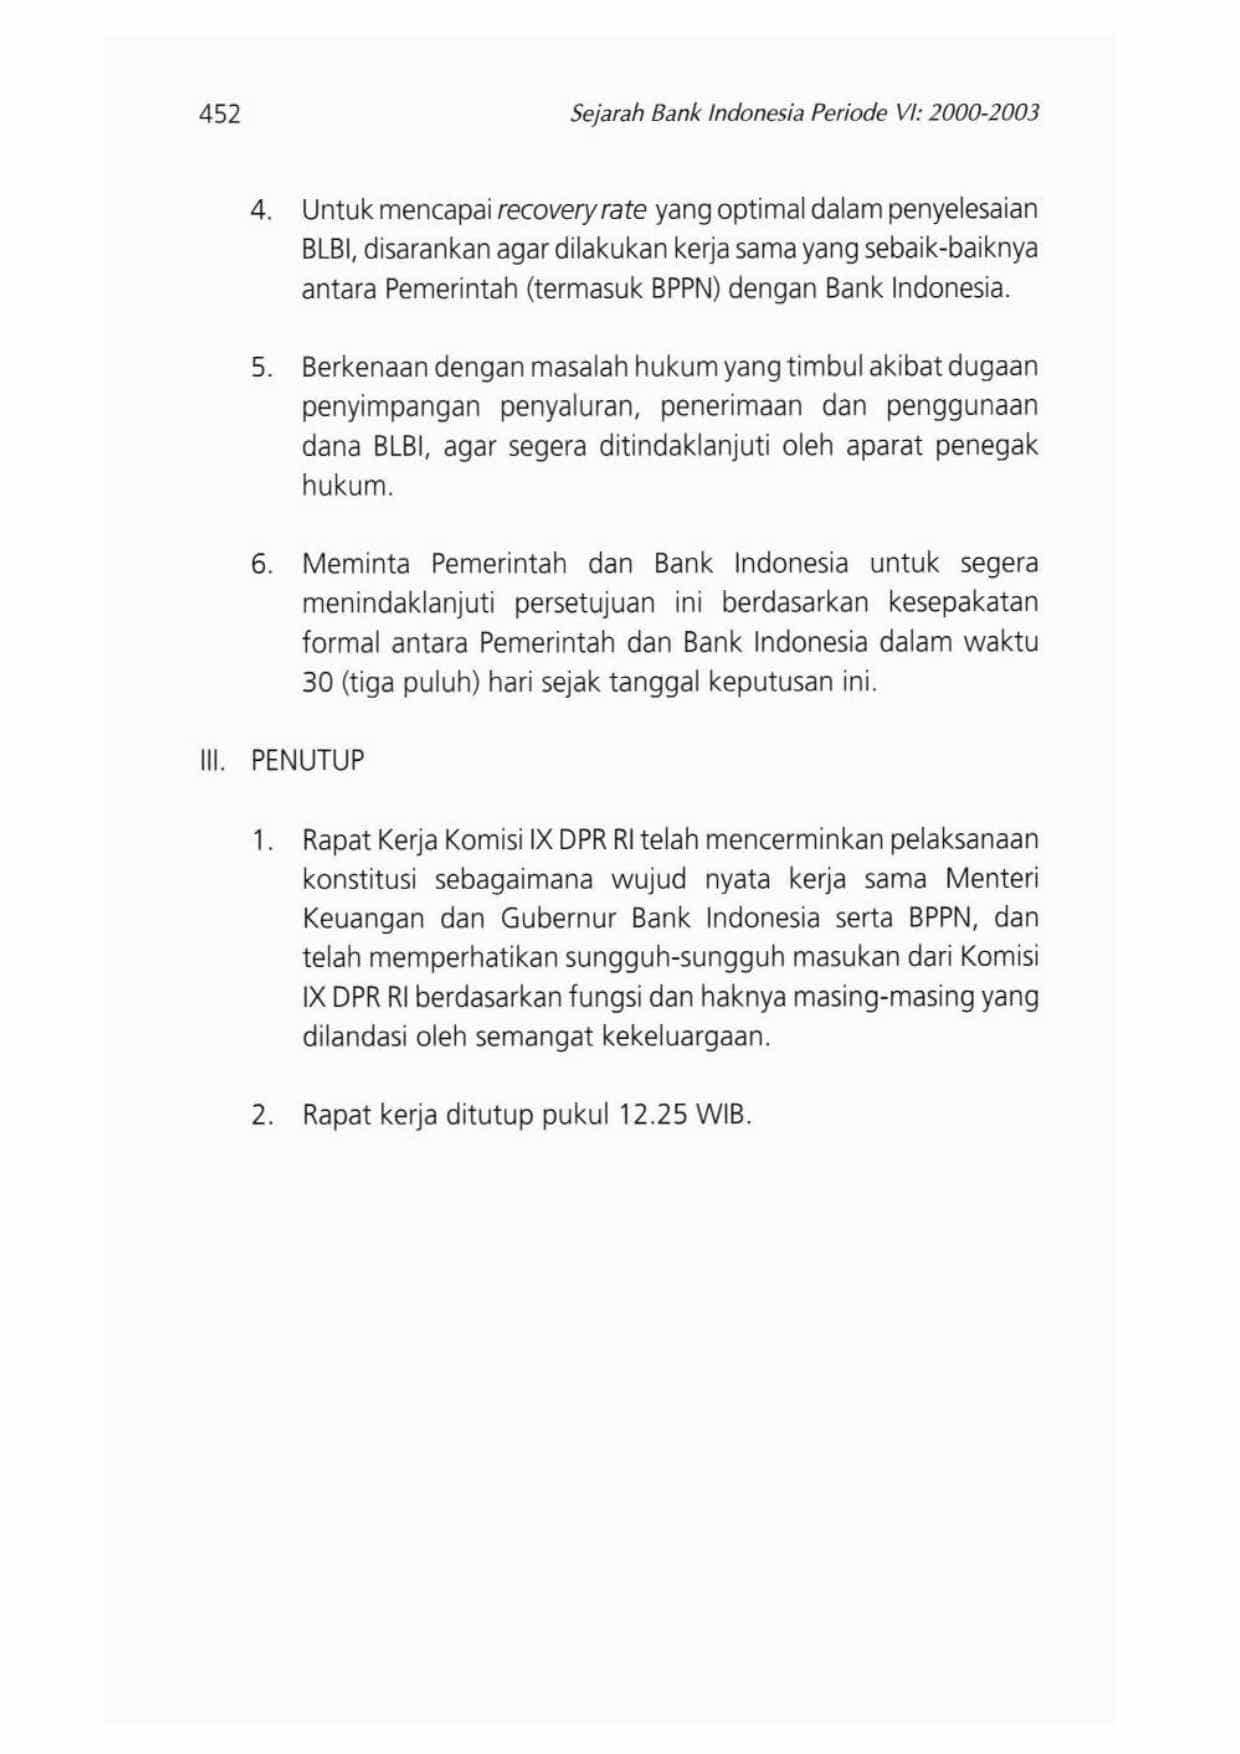 452
Sejarah Bank Indonesia Periode VI: 2000-2003
4. Untuk mencapai recovery rate yang optimal dalam penyelesaian
BLBI, disarankan agar dilakukan kerja sama yang sebaik-baiknya
antara Pemerintah (termasuk BPPN) dengan Bank Indonesia.
5. Berkenaan dengan masalah hukum yang timbul akibat dugaan
penyimpangan penyaluran, penerimaan dan penggunaan
dana BLBI, agar segera ditindaklanjuti oleh aparat penegak
hukum.
6. Meminta Pemerintah dan Bank Indonesia untuk segera
menindaklanjuti persetujuan ini berdasarkan kesepakatan
formal antara Pemerintah dan Bank Indonesia dalam waktu
30 (tiga puluh) hari sejak tanggal keputusan ini.
III. PENUTUP
1. Rapat Kerja Komisi IX DPR RI telah mencerminkan pelaksanaan
konstitusi sebagaimana wujud nyata kerja sama Menteri
Keuangan dan Gubernur Bank Indonesia serta BPPN, dan
telah memperhatikan sungguh-sungguh masukan dari Komisi
IX DPR RI berdasarkan fungsi dan haknya masing-masing yang
dilandasi oleh semangat kekeluargaan.
2. Rapat kerja ditutup pukul 12.25 WIB.